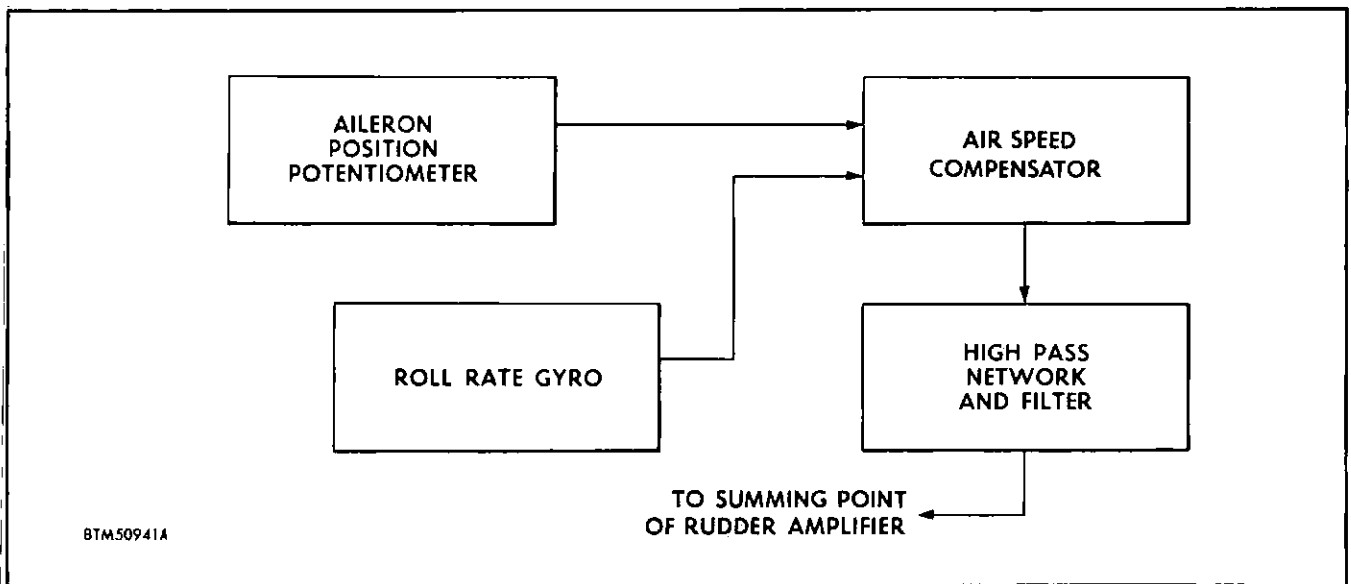 AILERON
POSITION
POTENTIOMETER
AIR SPEED
COMPENSATOR
ROLL RATE GYRO
HIGH PASS
NETWORK
AND FILTER
TO SUMMING POINT
OF RUDDER AMPLIFIER
BTM50941A